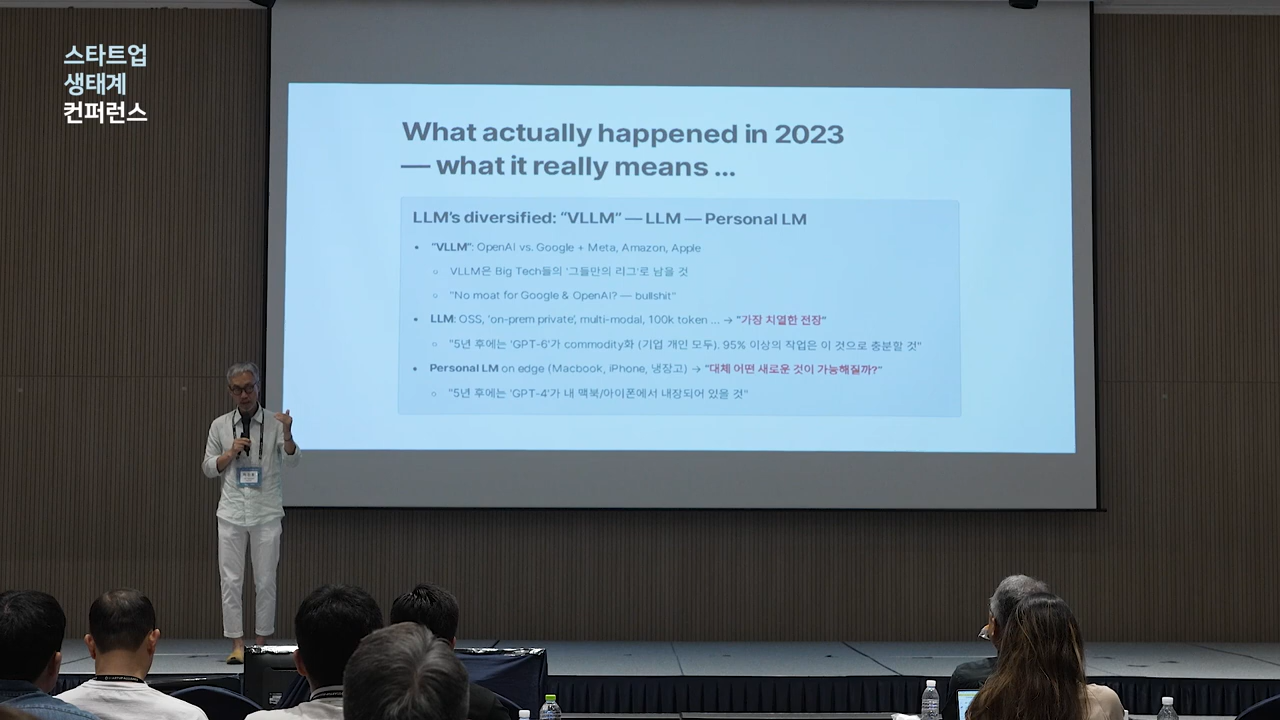 스타트업
생태계
컨퍼런스
What actually happened in 2023
— what it really means ...
LLM's diversified: “VLLM” — LLM — Personal LM
• “VLLM”: OpenAI vs. Google + Meta, Amazon, Apple
○ VLLM은 Big Tech들의 '그들만의 리그'로 남을 것
○ “No moat for Google & OpenAI? — bullshit”
• LLM: OSS, 'on-prem private', multi-modal, 100k token ... → “가장 치열한 전장”
○ “5년 후에는 'GPT-6'가 commodity화 (기업 개인 모두). 95% 이상의 작업은 이 것으로 충분할 것”
• Personal LM on edge (Macbook, iPhone, 냉장고) → “대체 어떤 새로운 것이 가능해질까?”
○ “5년 후에는 'GPT-4'가 내 맥북/아이폰에서 내장되어 있을 것”